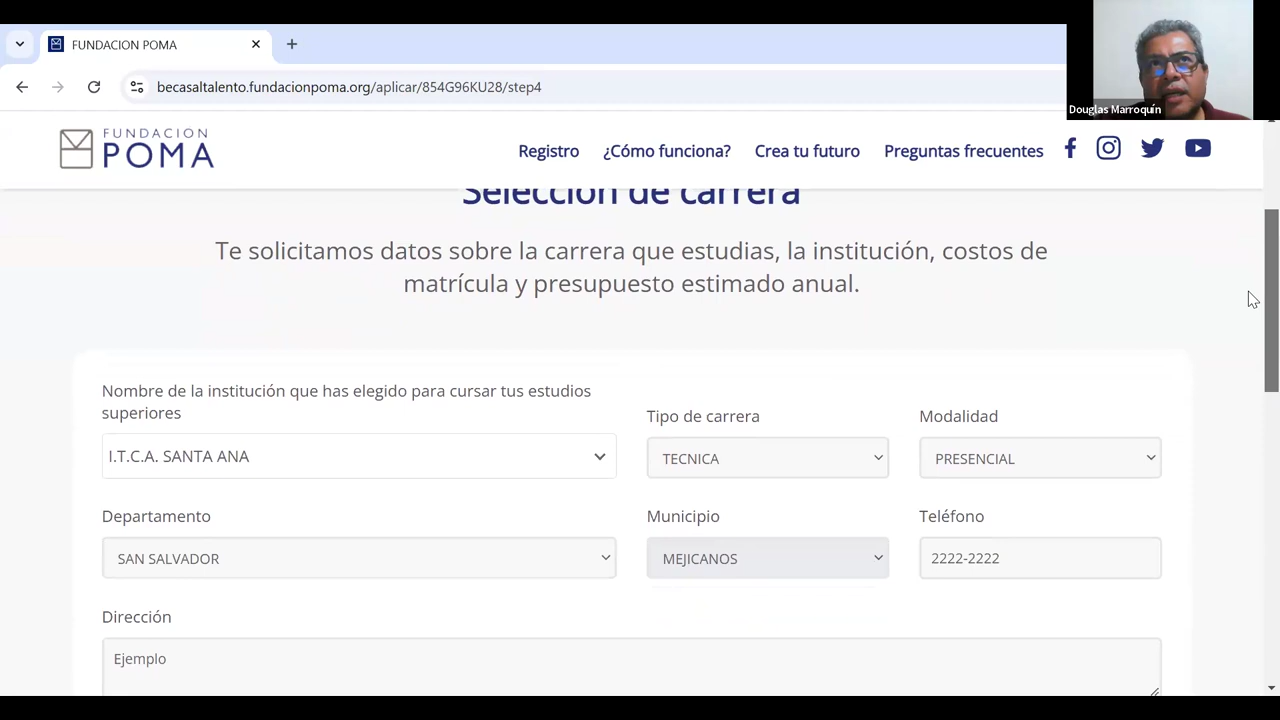 FUNDACION POMA
becasaltalento.fundacionpoma.org/aplicar/854G96KU28/step4
Douglas Marroquín
FUNDACION
POMA
Registro
¿Cómo funciona?
Crea tu futuro
Preguntas frecuentes
Selección de carrera
Te solicitamos datos sobre la carrera que estudias, la institución, costos de
matrícula y presupuesto estimado anual.
Nombre de la institución que has elegido para cursar tus estudios
superiores
Tipo de carrera
Modalidad
I.T.C.A. SANTA ANA
TECNICA
PRESENCIAL
Departamento
Municipio
Teléfono
SAN SALVADOR
MEJICANOS
2222-2222
Dirección
Ejemplo